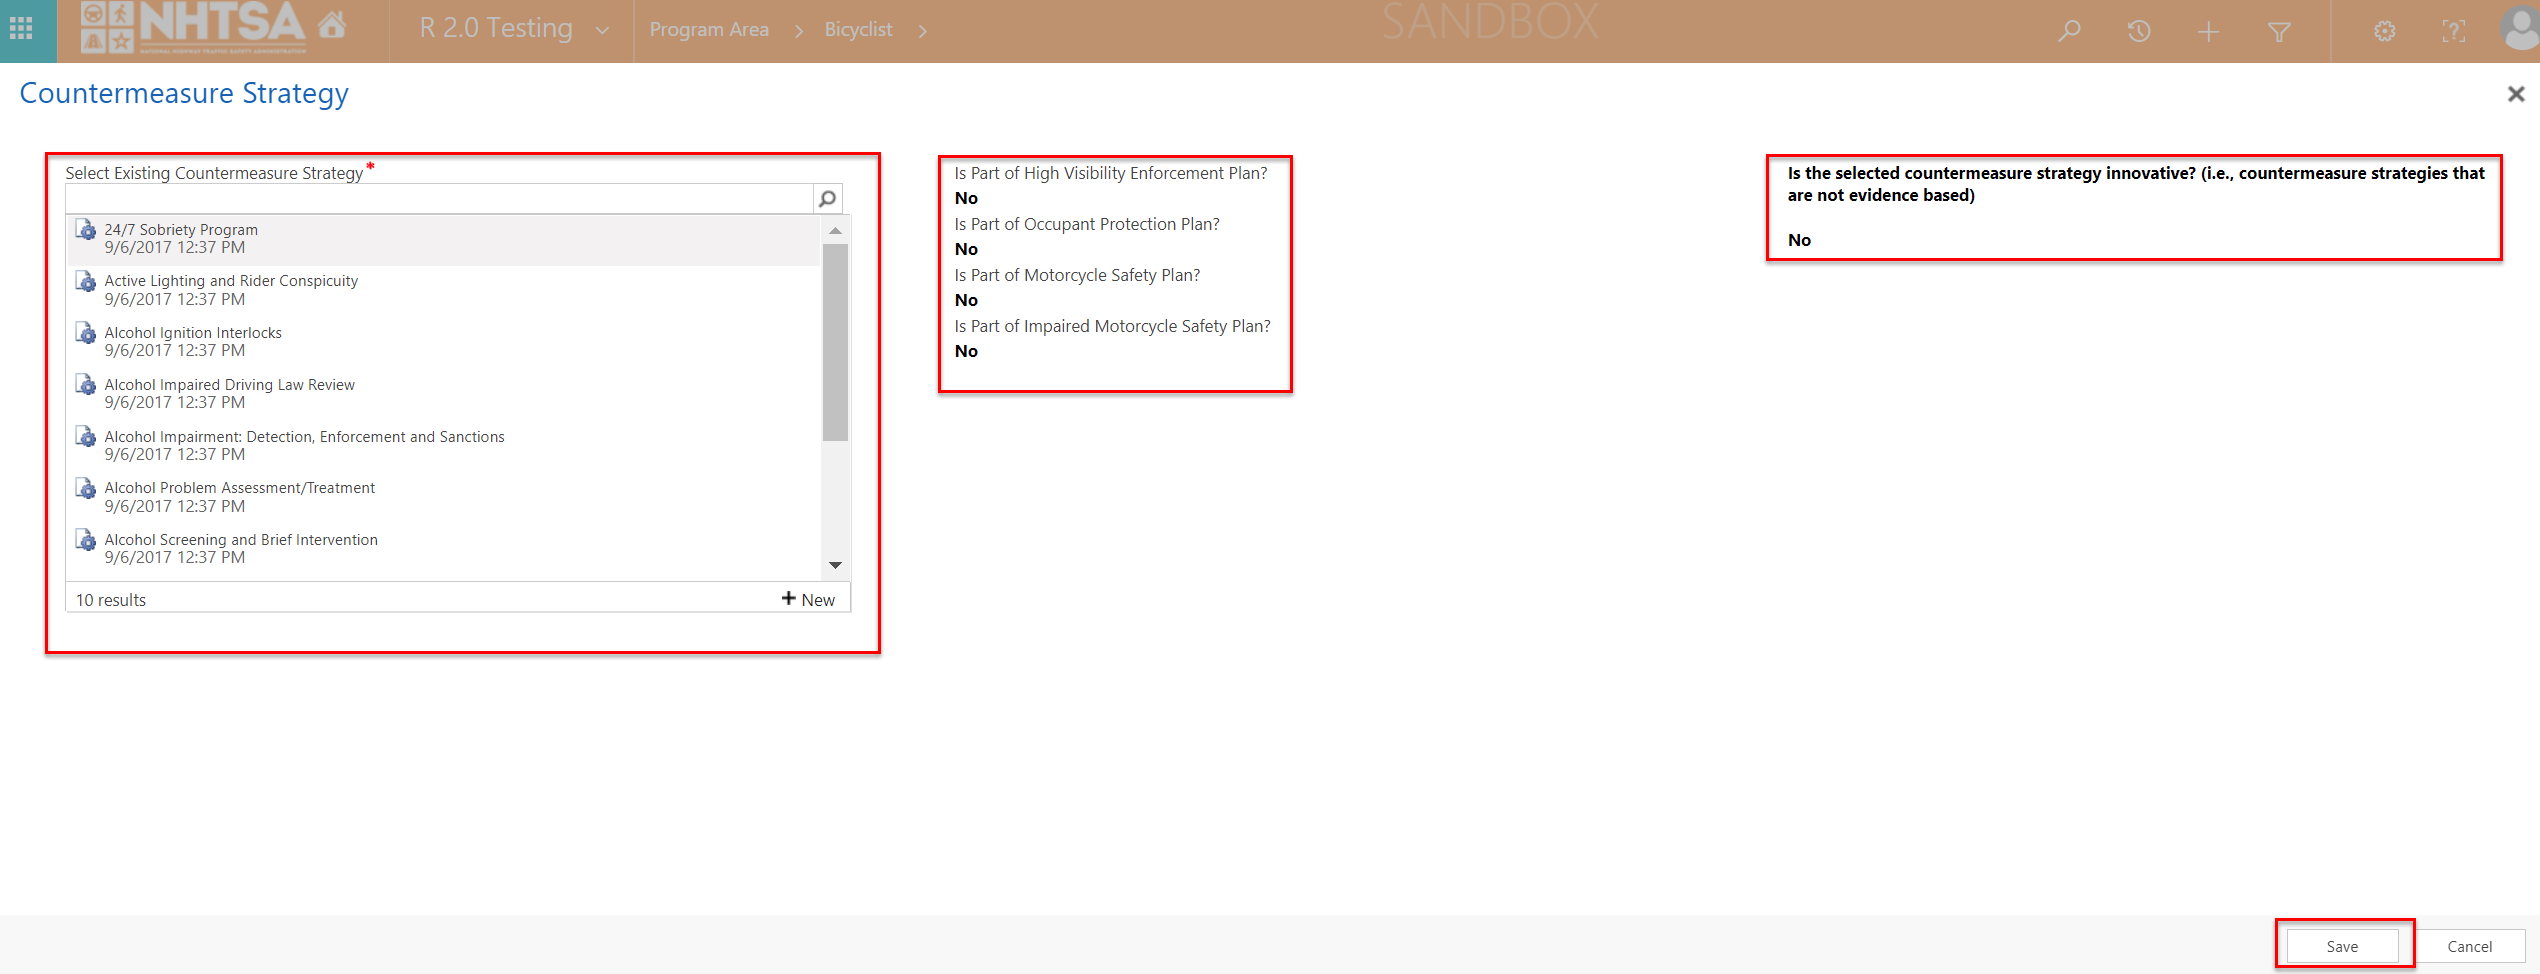 NHTSA
NATIONAL HIGHWAY TRAFFIC SAFETY ADMINISTRATION
R 2.0 Testing
Program Area
Bicyclist
SANDBOX
Countermeasure Strategy
Select Existing Countermeasure Strategy *
24/7 Sobriety Program
9/6/2017 12:37 PM
Active Lighting and Rider Conspicuity
9/6/2017 12:37 PM
Alcohol Ignition Interlocks
9/6/2017 12:37 PM
Alcohol Impaired Driving Law Review
9/6/2017 12:37 PM
Alcohol Impairment: Detection, Enforcement and Sanctions
9/6/2017 12:37 PM
Alcohol Problem Assessment/Treatment
9/6/2017 12:37 PM
Alcohol Screening and Brief Intervention
9/6/2017 12:37 PM
10 results
+ New
Is Part of High Visibility Enforcement Plan?
No
Is Part of Occupant Protection Plan?
No
Is Part of Motorcycle Safety Plan?
No
Is Part of Impaired Motorcycle Safety Plan?
No
Is the selected countermeasure strategy innovative? (i.e., countermeasure strategies that
are not evidence based)
No
Save
Cancel